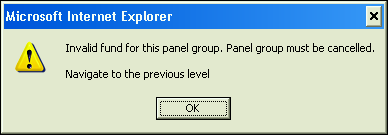 Microsoft Internet Explorer
Invalid fund for this panel group. Panel group must be cancelled.
Navigate to the previous level
OK